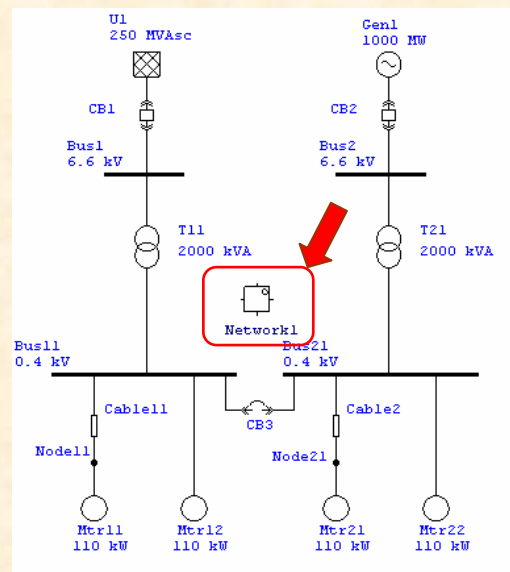 U1
250 MVAsc
Gen1
1000 MW
CB1
CB2
Bus1
6.6 kV
Bus2
6.6 kV
T11
2000 kVA
T21
2000 kVA
Network1
Bus11
0.4 kV
Bus21
0.4 kV
Cable11
CB3
Cable2
Node11
Node21
Mtr11
110 kW
Mtr12
110 kW
Mtr21
110 kW
Mtr22
110 kW